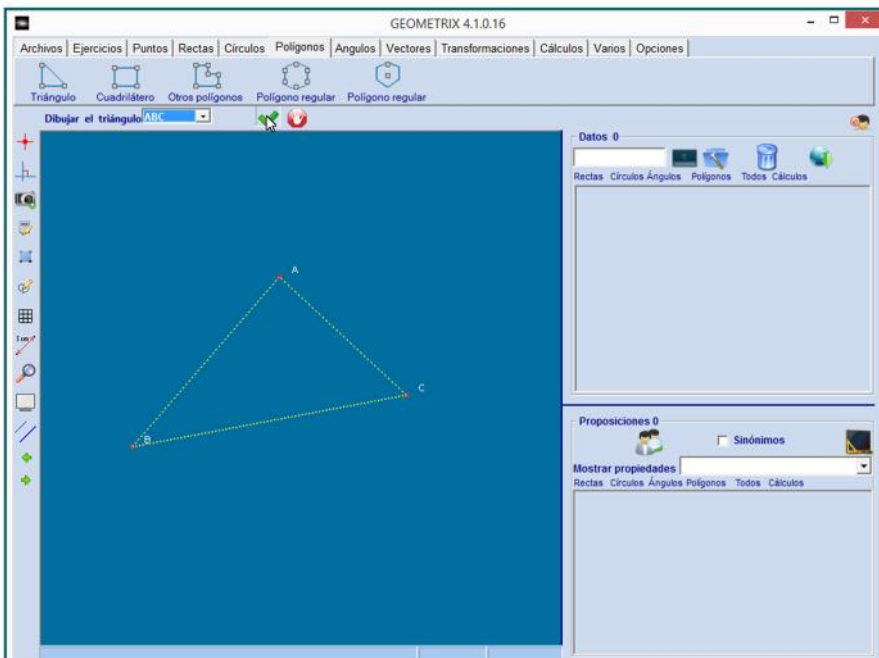 GEOMETRIX 4.1.0.16
Archivos Ejercicios Puntos Rectas Círculos Polígonos Angulos Vectores Transformaciones Cálculos Varios Opciones
Triángulo Cuadrilátero Otros polígonos Polígono regular Polígono regular
Dibujar el triángulo ABC
Datos 0
Rectas Círculos Ángulos Polígonos Todos Cálculos
A
C
B
Proposiciones 0
Sinónimos
Mostrar propiedades
Rectas Círculos Ángulos Polígonos Todos Cálculos